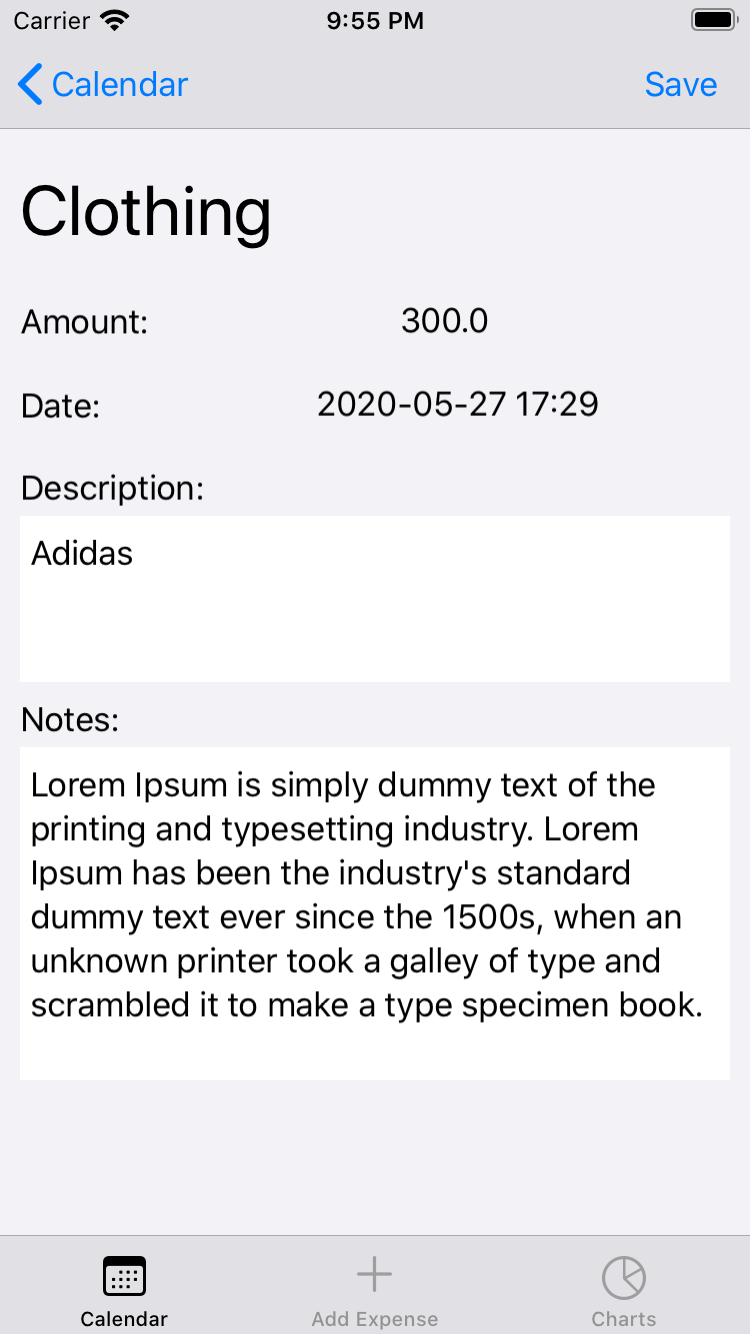 Carrier 9:55 PM
Calendar Save
Clothing
Amount: 300.0
Date: 2020-05-27 17:29
Description:
Adidas
Notes:
Lorem Ipsum is simply dummy text of the
printing and typesetting industry. Lorem
Ipsum has been the industry's standard
dummy text ever since the 1500s, when an
unknown printer took a galley of type and
scrambled it to make a type specimen book.
Calendar Add Expense Charts